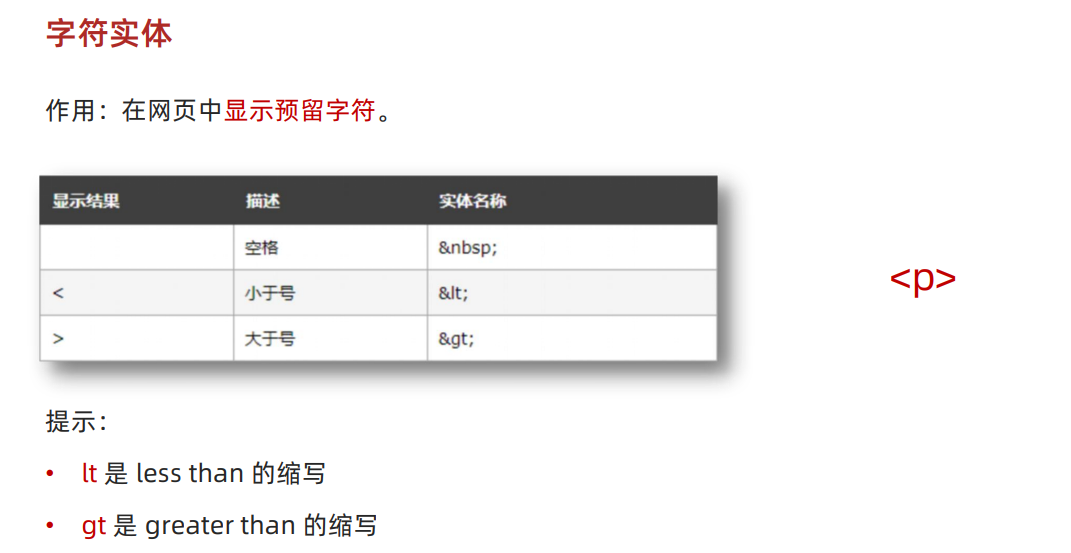 字符实体
作用：在网页中显示预留字符。
显示结果 描述 实体名称
空格 &nbsp;
< 小于号 &lt;
> 大于号 &gt;
<p>
提示：
• lt 是 less than 的缩写
• gt 是 greater than 的缩写